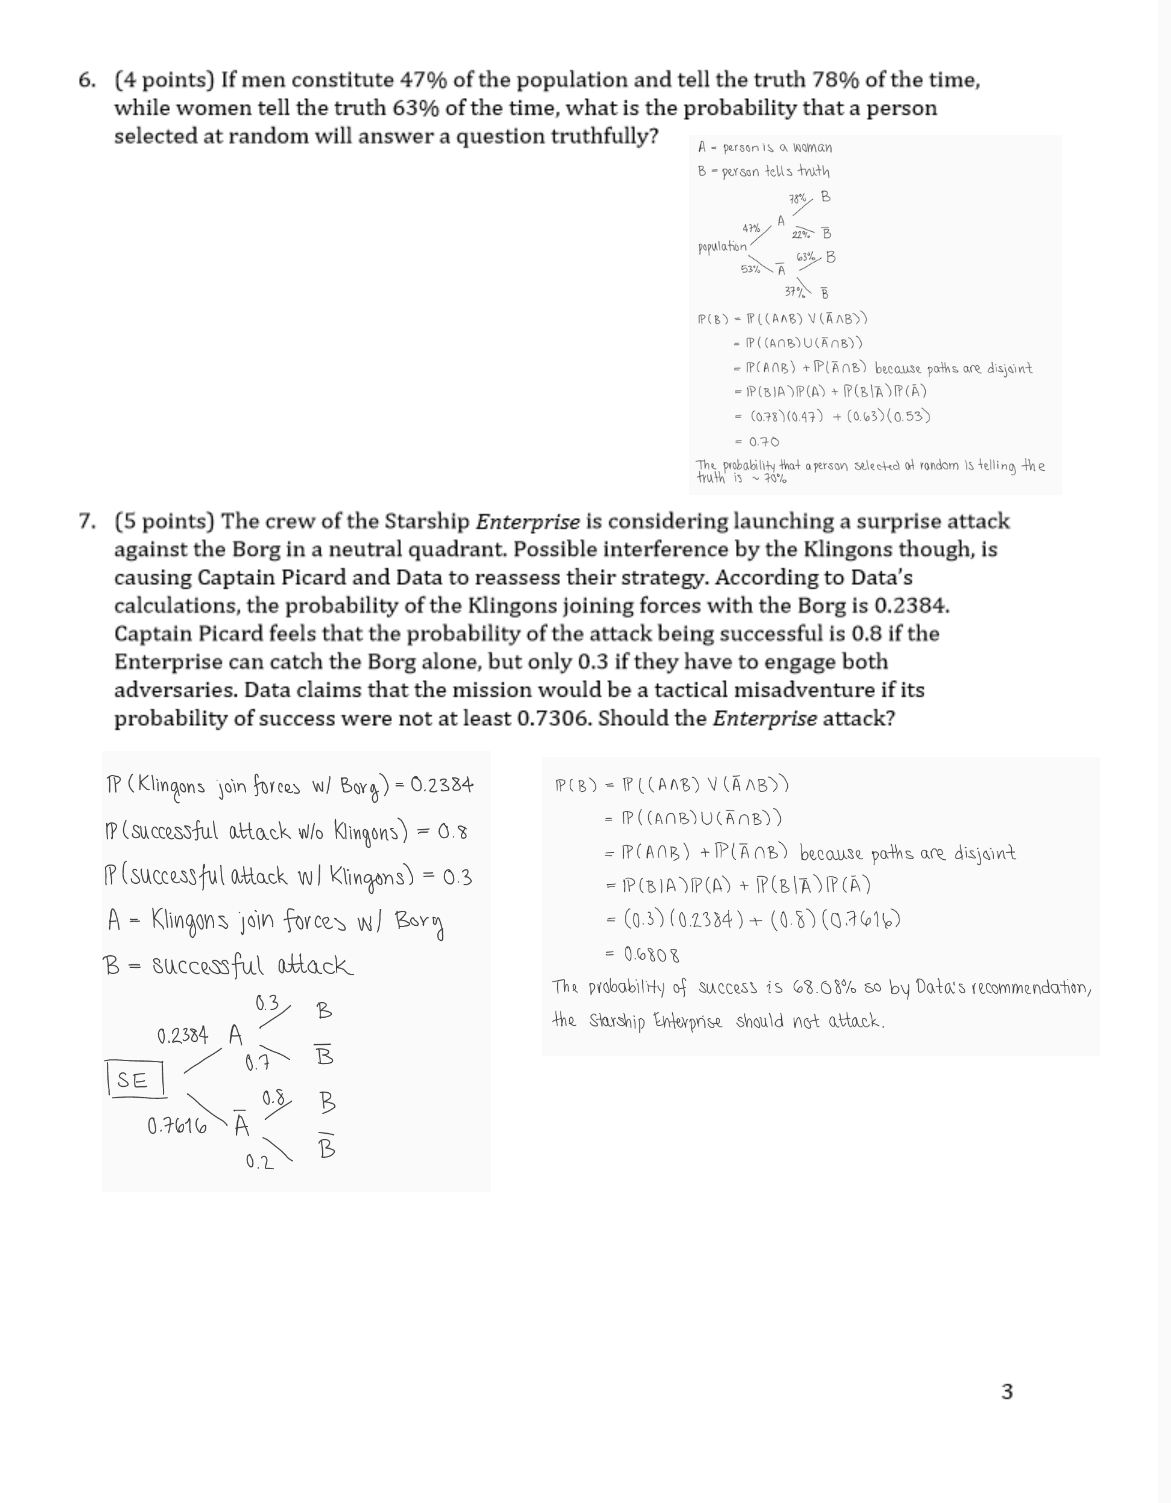 6. (4 points) If men constitute 47% of the population and tell the truth 78% of the time,
while women tell the truth 63% of the time, what is the probability that a person
selected at random will answer a question truthfully?
A - person is a woman
B - person tells truth
78% B
47% A
22% B̅
population
63% B
53% A̅
37% B̅
ℙ(B) = ℙ((A∧B) ∨ (A̅∧B))
= ℙ((A∩B)∪(A̅∩B))
= ℙ(A∩B) + ℙ(A̅∩B) because paths are disjoint
= ℙ(B|A)ℙ(A) + ℙ(B|A̅)ℙ(A̅)
= (0.78)(0.47) + (0.63)(0.53)
= 0.70
The probability that a person selected at random is telling the
truth is ~ 70%
7. (5 points) The crew of the Starship Enterprise is considering launching a surprise attack
against the Borg in a neutral quadrant. Possible interference by the Klingons though, is
causing Captain Picard and Data to reassess their strategy. According to Data's
calculations, the probability of the Klingons joining forces with the Borg is 0.2384.
Captain Picard feels that the probability of the attack being successful is 0.8 if the
Enterprise can catch the Borg alone, but only 0.3 if they have to engage both
adversaries. Data claims that the mission would be a tactical misadventure if its
probability of success were not at least 0.7306. Should the Enterprise attack?
ℙ(Klingons join forces w/ Borg) = 0.2384
ℙ(successful attack w/o Klingons) = 0.8
ℙ(successful attack w/ Klingons) = 0.3
A = Klingons join forces w/ Borg
B = successful attack
0.3 B
0.2384 A
0.7 B̅
SE
0.8 B
0.7616 A̅
0.2 B̅
ℙ(B) = ℙ((A∧B) ∨ (A̅∧B))
= ℙ((A∩B)∪(A̅∩B))
= ℙ(A∩B) + ℙ(A̅∩B) because paths are disjoint
= ℙ(B|A)ℙ(A) + ℙ(B|A̅)ℙ(A̅)
= (0.3)(0.2384) + (0.8)(0.7616)
= 0.6808
The probability of success is 68.08% so by Data's recommendation,
the Starship Enterprise should not attack.
3